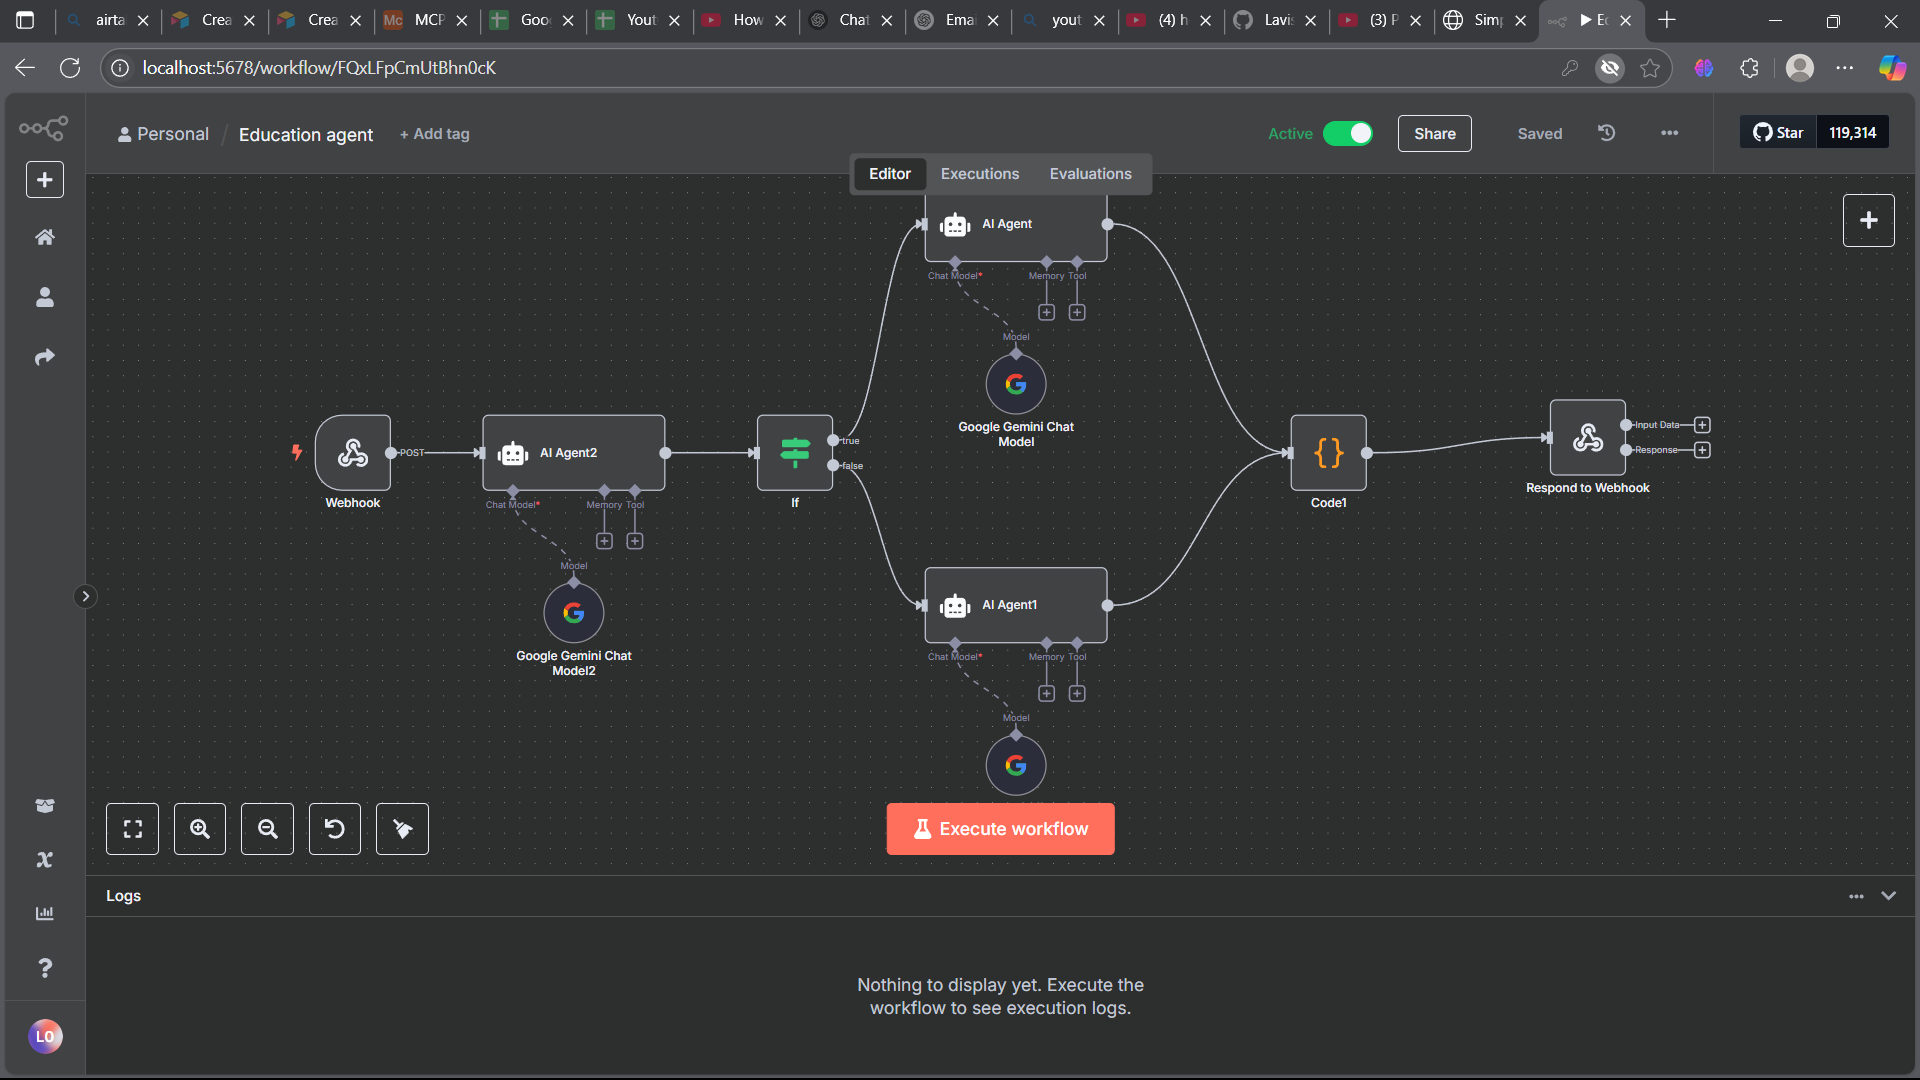 airta
Crea
Crea
MCP
Goo
Yout
How
Chat
Emai
yout
(4) h
Lavis
(3) P
Simp
localhost:5678/workflow/FQxLFpCmUtBhn0cK
Personal / Education agent + Add tag
Active
Share
Saved
Star 119,314
Editor Executions Evaluations
AI Agent
Chat Model* Memory Tool
Model
Google Gemini Chat
Model
Webhook
POST
AI Agent2
Chat Model* Memory Tool
Model
Google Gemini Chat
Model2
If
true
false
AI Agent1
Chat Model* Memory Tool
Model
{}
Code1
Respond to Webhook
Input Data
Response
Execute workflow
Logs
Nothing to display yet. Execute the
workflow to see execution logs.
LO